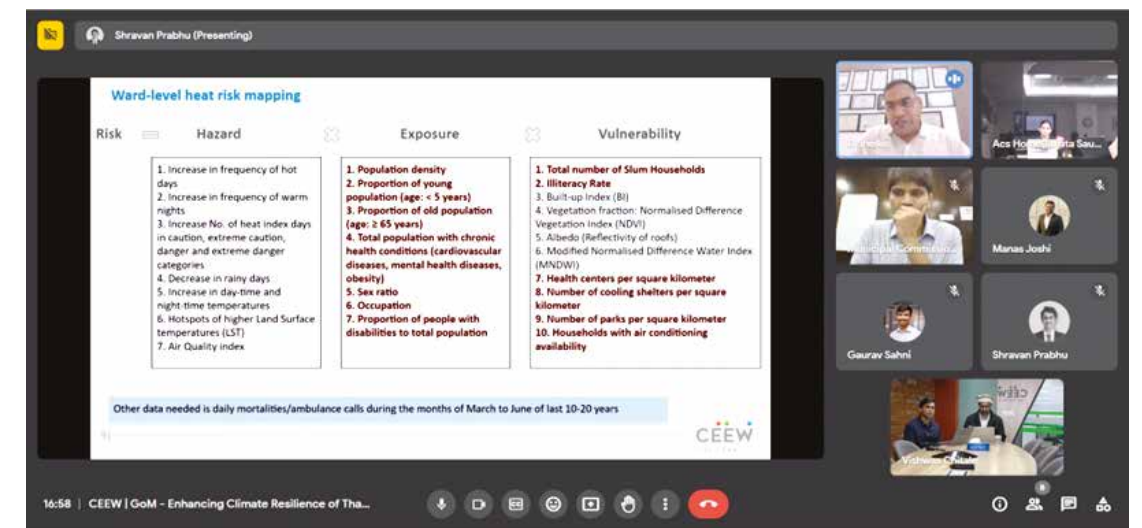 Shravan Prabhu (Presenting)
Ward-level heat risk mapping
Risk = Hazard × Exposure × Vulnerability
1. Increase in frequency of hot
days
2. Increase in frequency of warm
nights
3. Increase No. of heat index days
in caution, extreme caution,
danger and extreme danger
categories
4. Decrease in rainy days
5. Increase in day-time and
night-time temperatures
6. Hotspots of higher Land Surface
temperatures (LST)
7. Air Quality index
1. Population density
2. Proportion of young
population (age: < 5 years)
3. Proportion of old population
(age: ≥ 65 years)
4. Total population with chronic
health conditions (cardiovascular
diseases, mental health diseases,
obesity)
5. Sex ratio
6. Occupation
7. Proportion of people with
disabilities to total population
1. Total number of Slum Households
2. Illiteracy Rate
3. Built-up Index (BI)
4. Vegetation fraction: Normalised Difference
Vegetation Index (NDVI)
5. Albedo (Reflectivity of roofs)
6. Modified Normalised Difference Water Index
(MNDWI)
7. Health centers per square kilometer
8. Number of cooling shelters per square
kilometer
9. Number of parks per square kilometer
10. Households with air conditioning
availability
Other data needed is daily mortalities/ambulance calls during the months of March to June of last 10-20 years
CEEW
Acs Sau...
Manas Joshi
Gaurav Sahni
Shravan Prabhu
CEEW
Vishwas
16:58 | CEEW | GoM - Enhancing Climate Resilience of Tha...
8